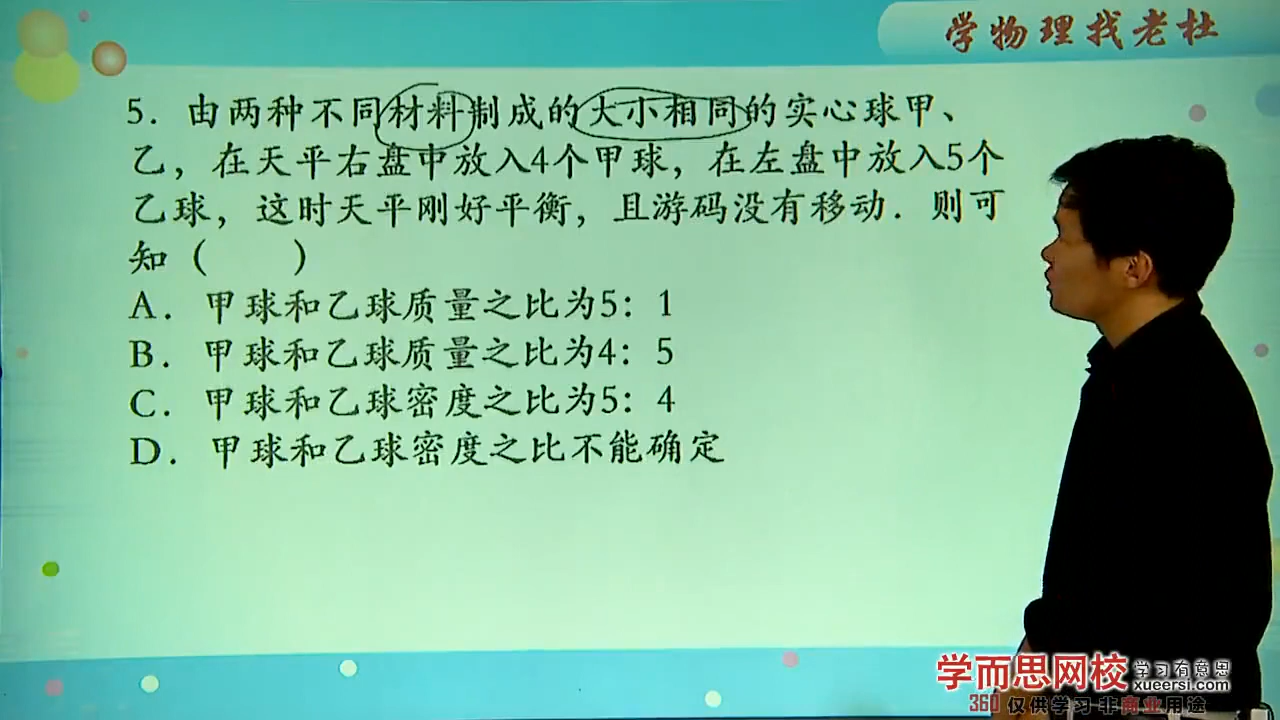 学物理找老杜
5．由两种不同材料制成的大小相同的实心球甲、
乙，在天平右盘中放入4个甲球，在左盘中放入5个
乙球，这时天平刚好平衡，且游码没有移动．则可
知（　　）
A．甲球和乙球质量之比为5：1
B．甲球和乙球质量之比为4：5
C．甲球和乙球密度之比为5：4
D．甲球和乙球密度之比不能确定
学而思网校 学习有意思
xueersi.com
360 仅供学习 非商业用途